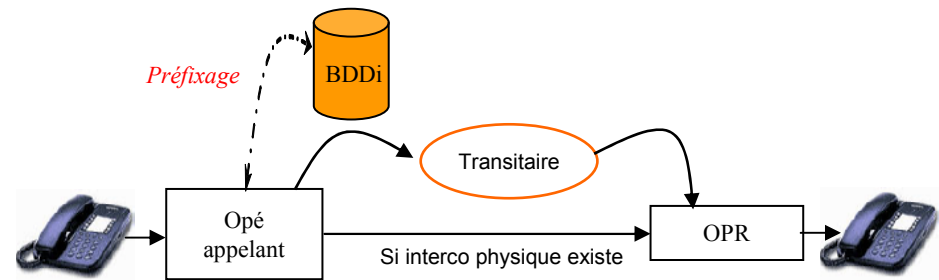 Préfixage
BDDi
Transitaire
Opé
appelant
OPR
Si interco physique existe